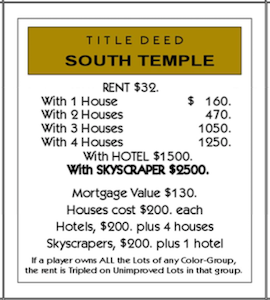 TITLE DEED
SOUTH TEMPLE
RENT $32.
With 1 House $ 160.
With 2 Houses 470.
With 3 Houses 1050.
With 4 Houses 1250.
With HOTEL $1500.
With SKYSCRAPER $2500.
Mortgage Value $130.
Houses cost $200. each
Hotels, $200. plus 4 houses
Skyscrapers, $200. plus 1 hotel
If a player owns ALL the Lots of any Color-Group,
the rent is Tripled on Unimproved Lots in that group.